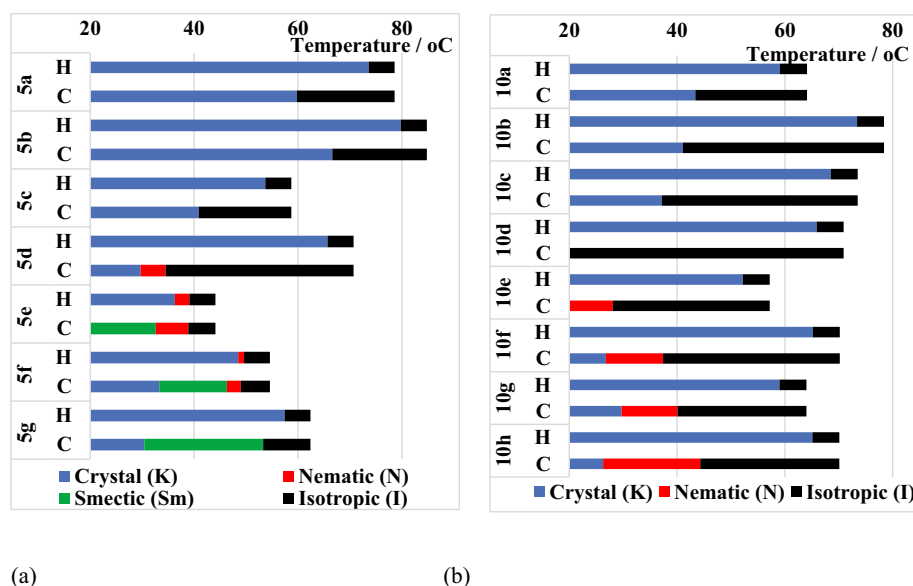 20 40 60 80
Temperature / oC
5a H
C
5b H
C
5c H
C
5d H
C
5e H
C
5f H
C
5g H
C
Crystal (K) Nematic (N)
Smectic (Sm) Isotropic (I)
(a)
20 40 60 80
Temperature / oC
10a H
C
10b H
C
10c H
C
10d H
C
10e H
C
10f H
C
10g H
C
10h H
C
Crystal (K) Nematic (N) Isotropic (I)
(b)